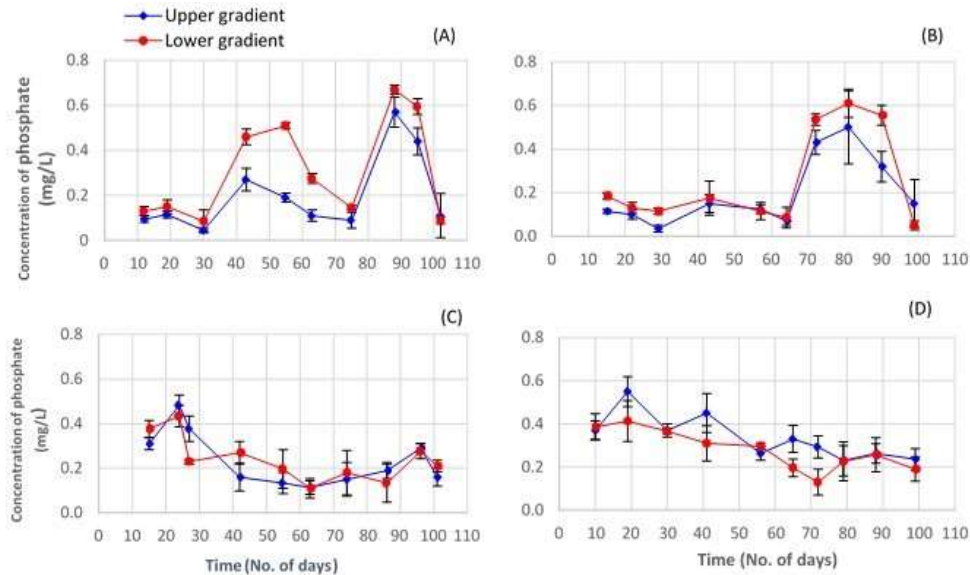 Upper gradient
Lower gradient
(A)
Concentration of phosphate
(mg/L)
0.8
0.6
0.4
0.2
0
0 10 20 30 40 50 60 70 80 90 100 110
(B)
0.8
0.6
0.4
0.2
0.0
0 10 20 30 40 50 60 70 80 90 100 110
(C)
Concentration of phosphate
(mg/L)
0.8
0.6
0.4
0.2
0.0
0 10 20 30 40 50 60 70 80 90 100 110
Time (No. of days)
(D)
0.8
0.6
0.4
0.2
0.0
0 10 20 30 40 50 60 70 80 90 100 110
Time (No. of days)